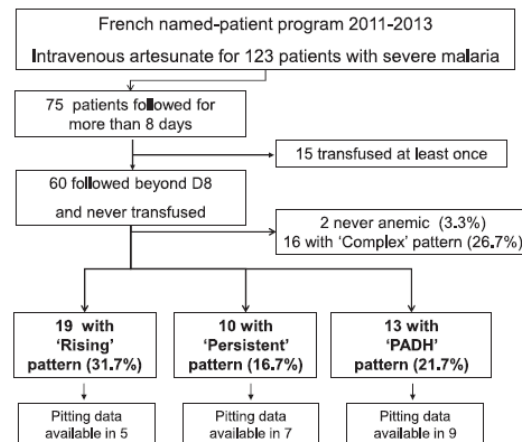 French named-patient program 2011-2013
Intravenous artesunate for 123 patients with severe malaria
75 patients followed for
more than 8 days
15 transfused at least once
60 followed beyond D8
and never transfused
2 never anemic (3.3%)
16 with 'Complex' pattern (26.7%)
19 with
'Rising'
pattern (31.7%)
10 with
'Persistent'
pattern (16.7%)
13 with
'PADH'
pattern (21.7%)
Pitting data
available in 5
Pitting data
available in 7
Pitting data
available in 9